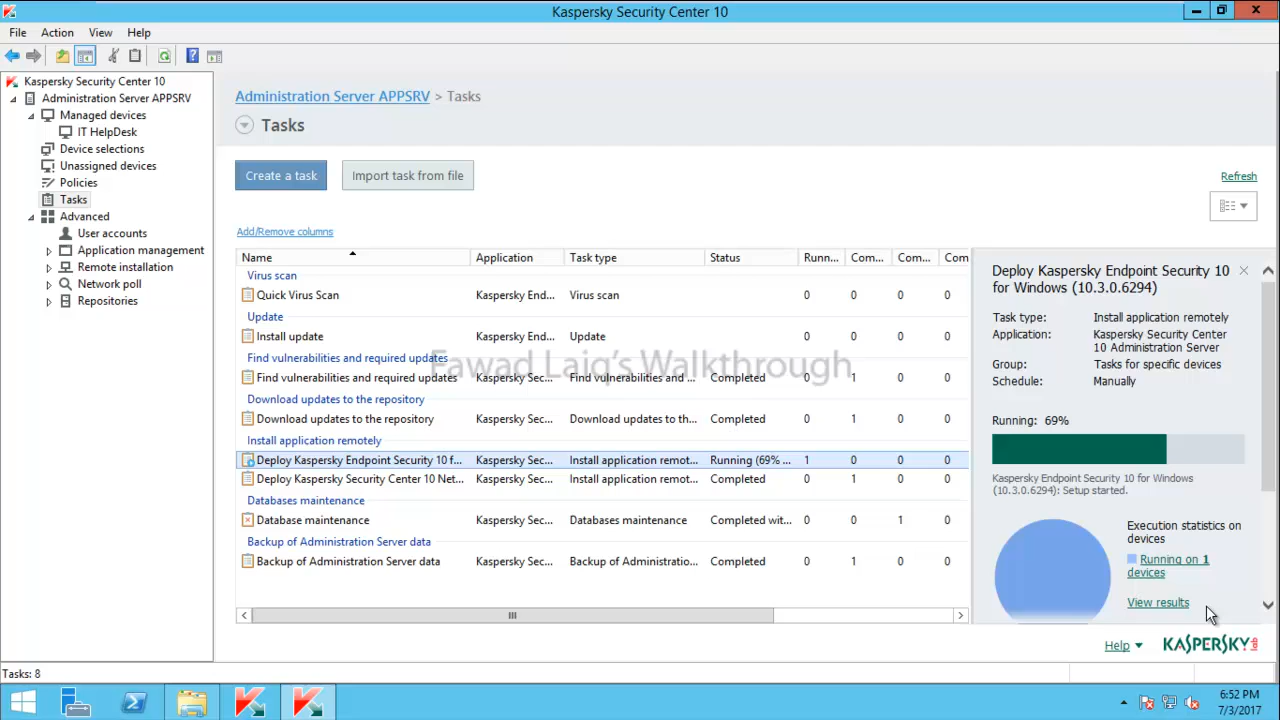 Kaspersky Security Center 10
File Action View Help
Kaspersky Security Center 10
Administration Server APPSRV
Managed devices
IT HelpDesk
Device selections
Unassigned devices
Policies
Tasks
Advanced
User accounts
Application management
Remote installation
Network poll
Repositories
Administration Server APPSRV > Tasks
Tasks
Create a task Import task from file
Refresh
Add/Remove columns
Name Application Task type Status Runn... Com... Com... Com
Virus scan
Quick Virus Scan Kaspersky End... Virus scan 0 0 0 0
Update
Install update Kaspersky End... Update 0 0 0 0
Find vulnerabilities and required updates
Find vulnerabilities and required updates Kaspersky Sec... Find vulnerabilities and ... Completed 0 1 0 0
Download updates to the repository
Download updates to the repository Kaspersky Sec... Download updates to th... Completed 0 1 0 0
Install application remotely
Deploy Kaspersky Endpoint Security 10 f... Kaspersky Sec... Install application remot... Running (69% ... 1 0 0 0
Deploy Kaspersky Security Center 10 Net... Kaspersky Sec... Install application remot... Completed 0 1 0 0
Databases maintenance
Database maintenance Kaspersky Sec... Databases maintenance Completed wit... 0 0 1 0
Backup of Administration Server data
Backup of Administration Server data Kaspersky Sec... Backup of Administratio... Completed 0 1 0 0
Fawad Laiq's Walkthrough
Deploy Kaspersky Endpoint Security 10
for Windows (10.3.0.6294)
Task type: Install application remotely
Application: Kaspersky Security Center
10 Administration Server
Group: Tasks for specific devices
Schedule: Manually
Running: 69%
Kaspersky Endpoint Security 10 for Windows
(10.3.0.6294): Setup started.
Execution statistics on
devices
Running on 1
devices
View results
Help KASPERSKY lab
Tasks: 8
6:52 PM
7/3/2017